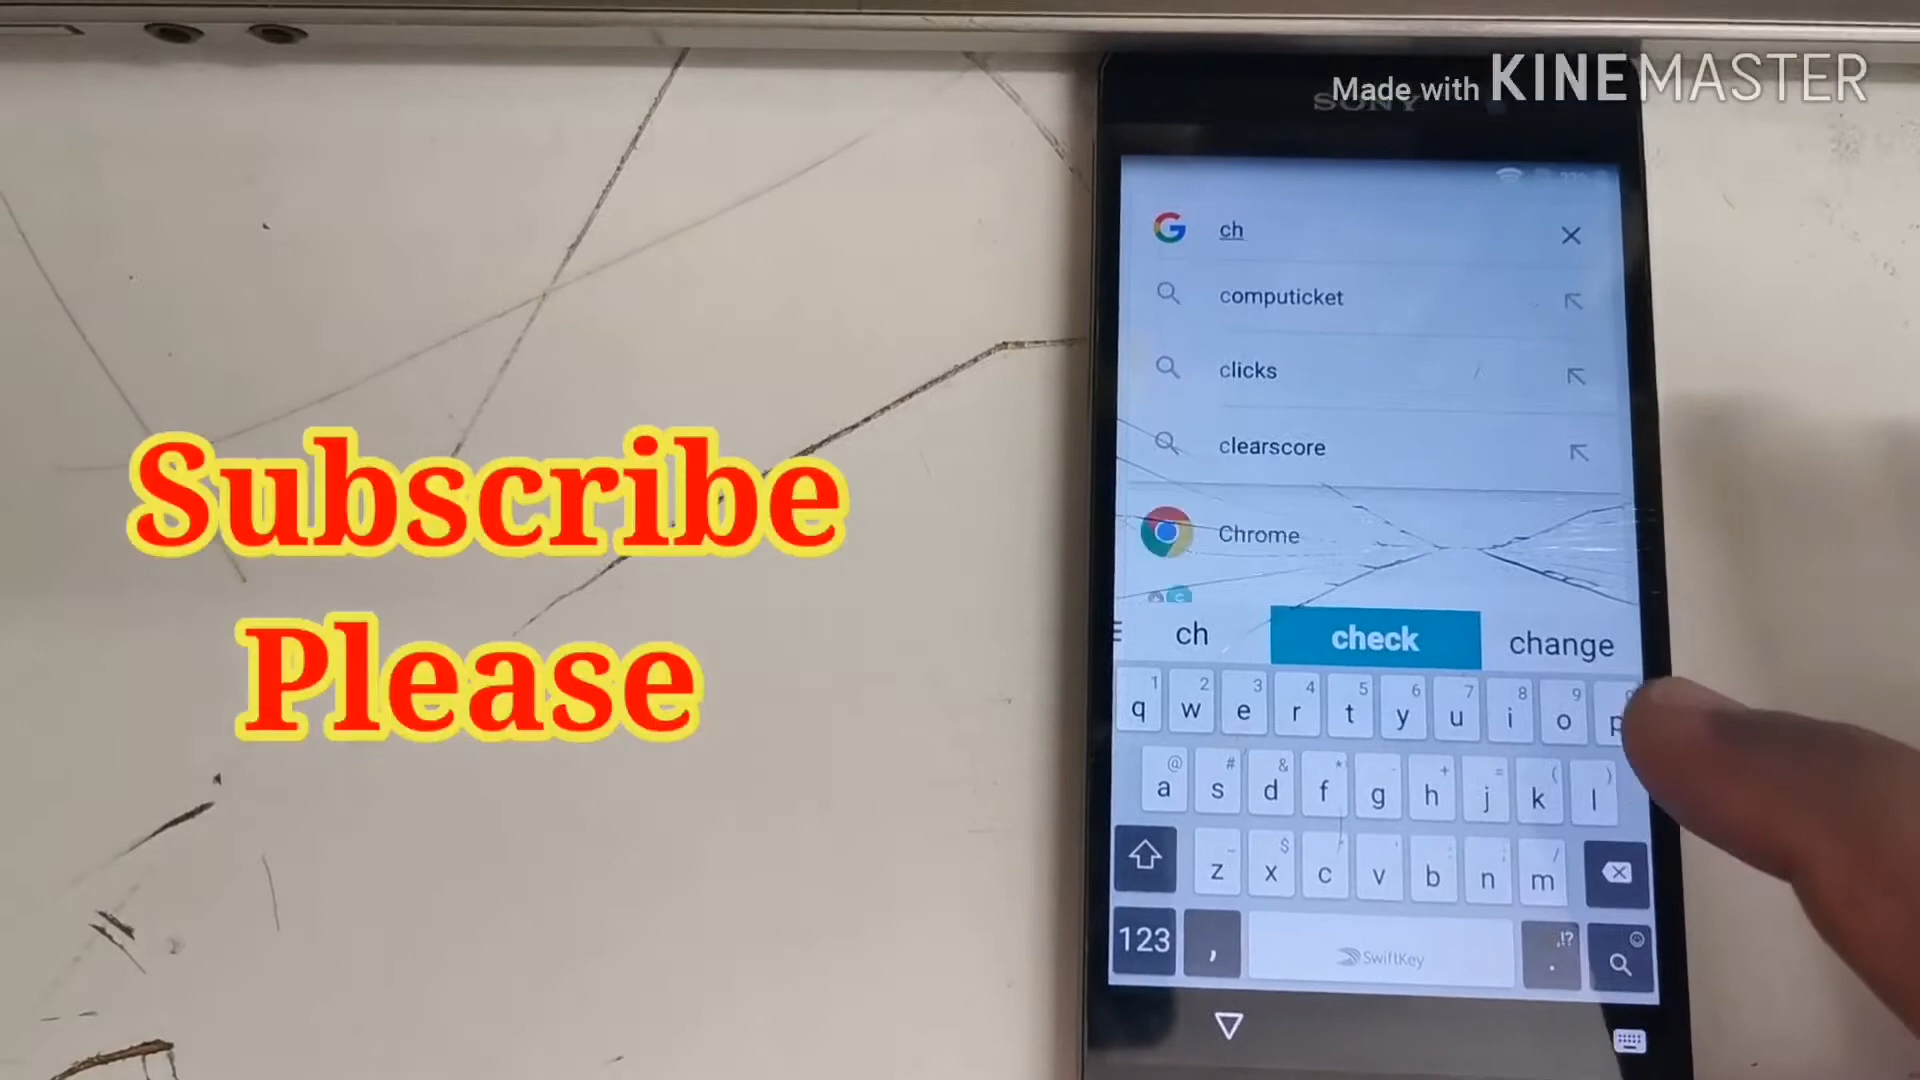 Made with KINEMASTER
SONY
ch
computicket
clicks
clearscore
Chrome
Subscribe
Please
ch check change
1 2 3 4 5 6 7 8 9
q w e r t y u i o p
@ # &
a s d f g h j k l
z x c v b n m
123 , SwiftKey .